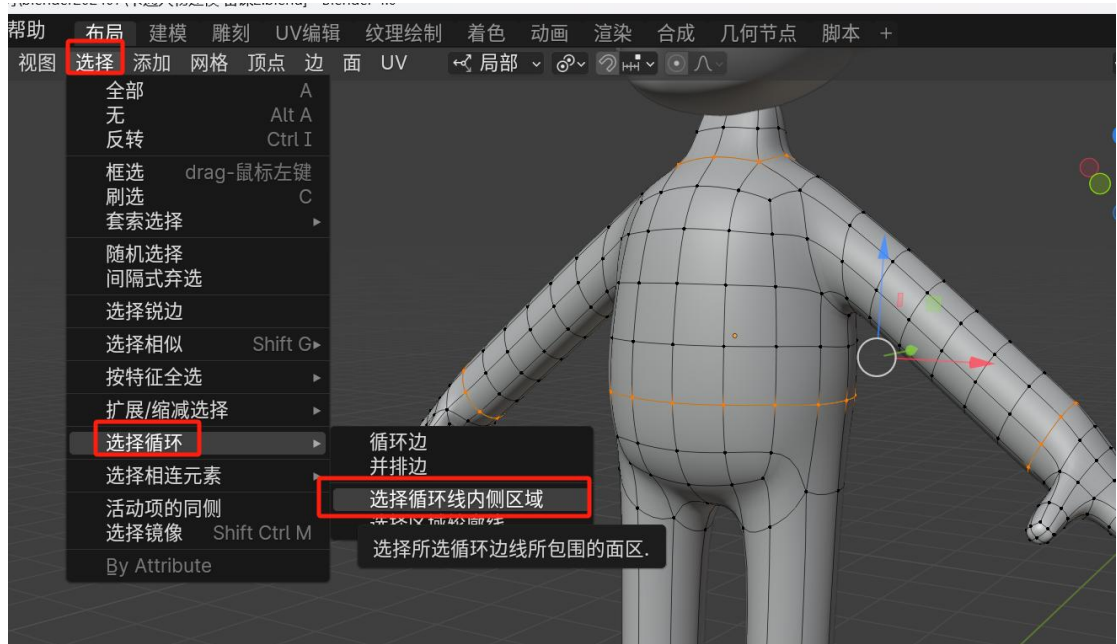 帮助 布局 建模 雕刻 UV编辑 纹理绘制 着色 动画 渲染 合成 几何节点 脚本 +
视图 选择 添加 网格 顶点 边 面 UV 局部
全部 A
无 Alt A
反转 Ctrl I
框选 drag-鼠标左键
刷选 C
套索选择
随机选择
间隔式弃选
选择锐边
选择相似 Shift G
按特征全选
扩展/缩减选择
选择循环
循环边
并排边
选择相连元素
选择循环线内侧区域
活动项的同侧
选择所选循环边线所包围的面区.
选择镜像 Shift Ctrl M
By Attribute